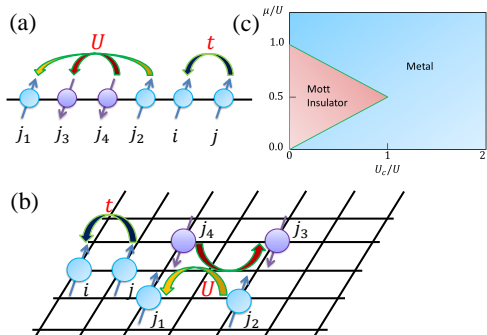 (a)
U
t
j₁ j₃ j₄ j₂ i j
(c)
μ/U
1.0
0.5
0.0
Mott
Insulator
Metal
0 1 2
U_c/U
(b)
t
j₄ j₃
i j
U
j₁ j₂